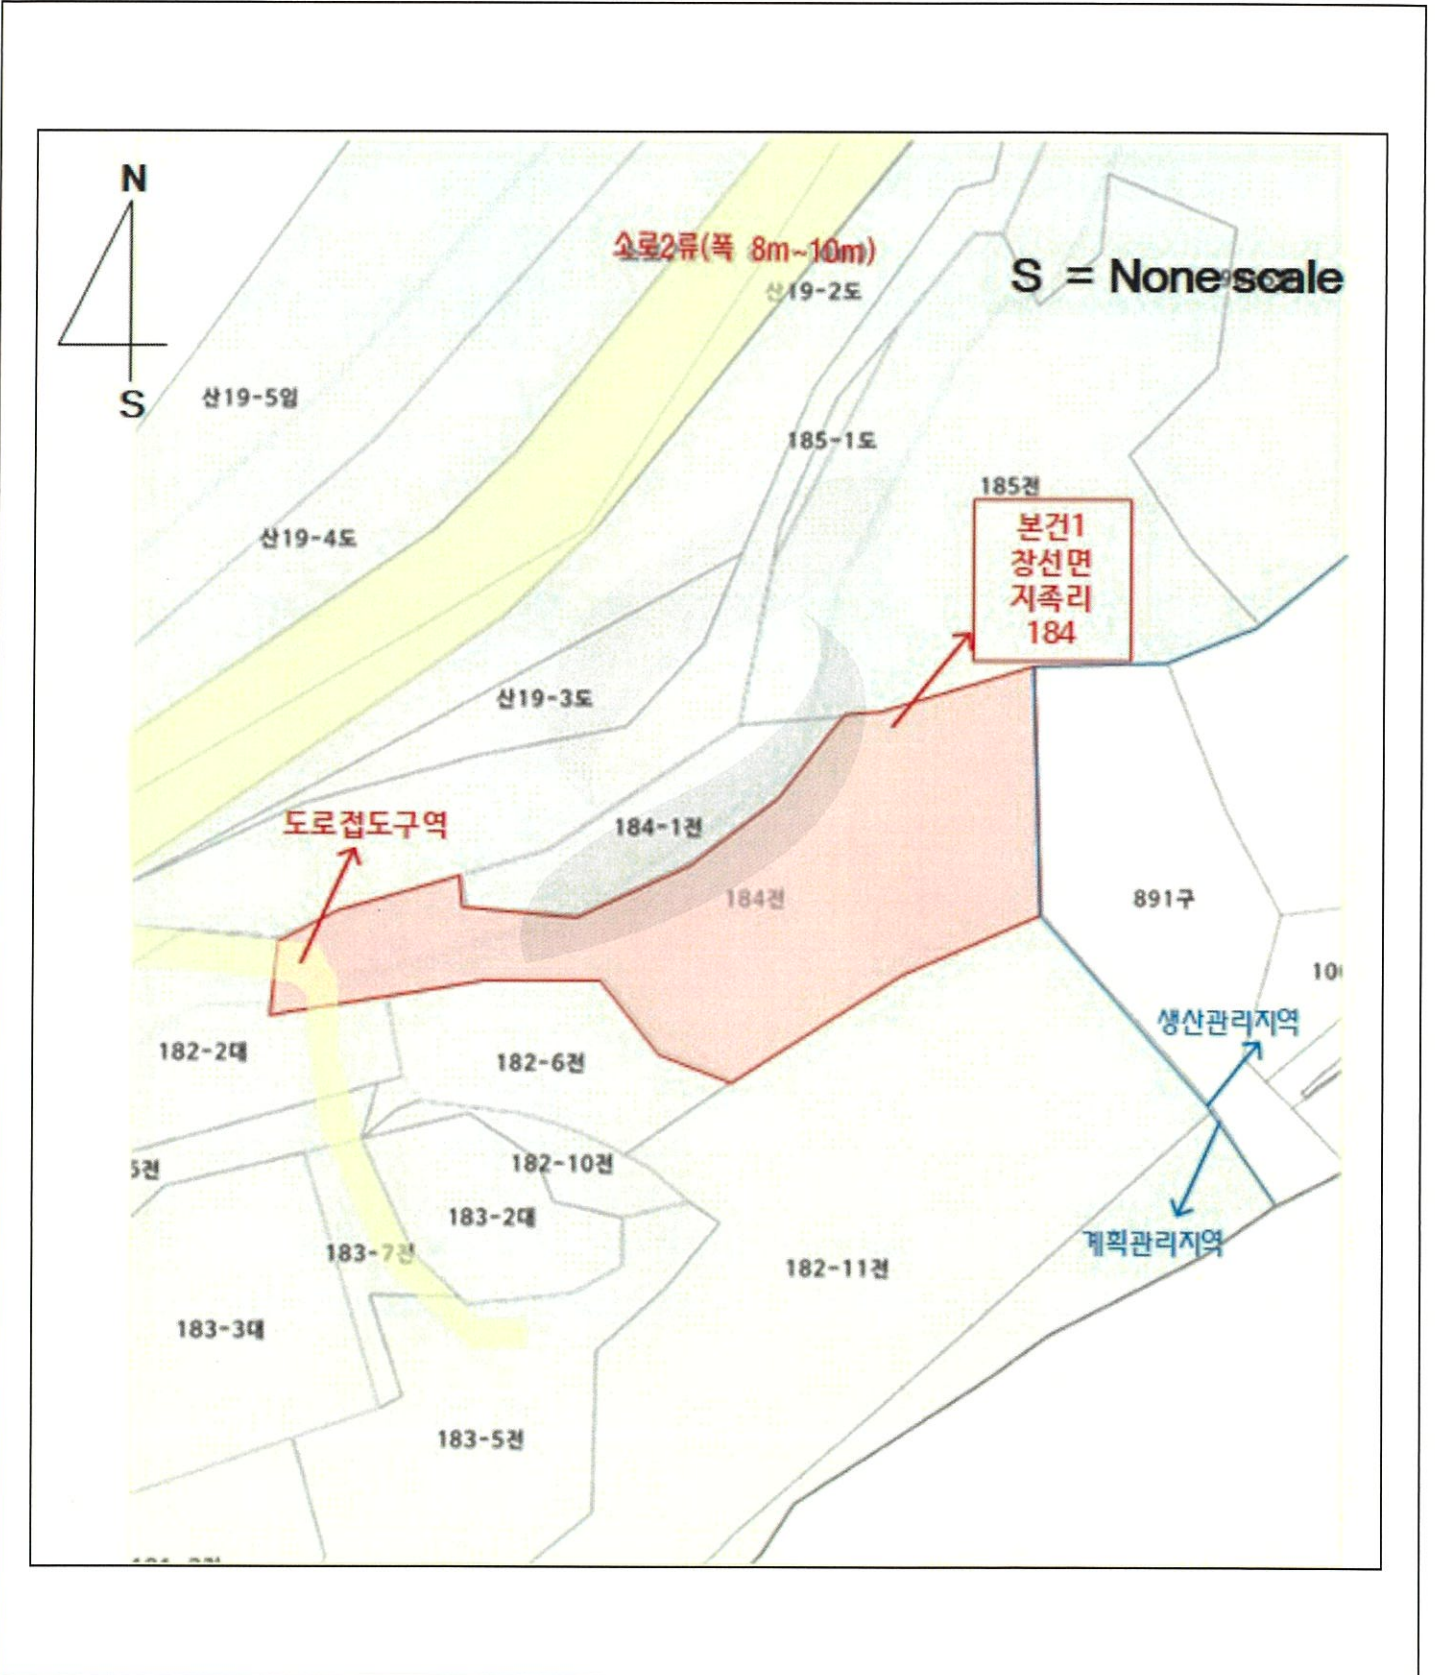 N
소로2류(폭 8m~10m)
S = None scale
산19-2도
산19-5임
S
185-1도
185전
산19-4도
본건1
창선면
지족리
184
산19-3도
도로접도구역
184-1전
184전
891구
생산관리지역
182-2대
182-6전
182-10전
183-2대
계획관리지역
183-7전
182-11전
183-3대
183-5전